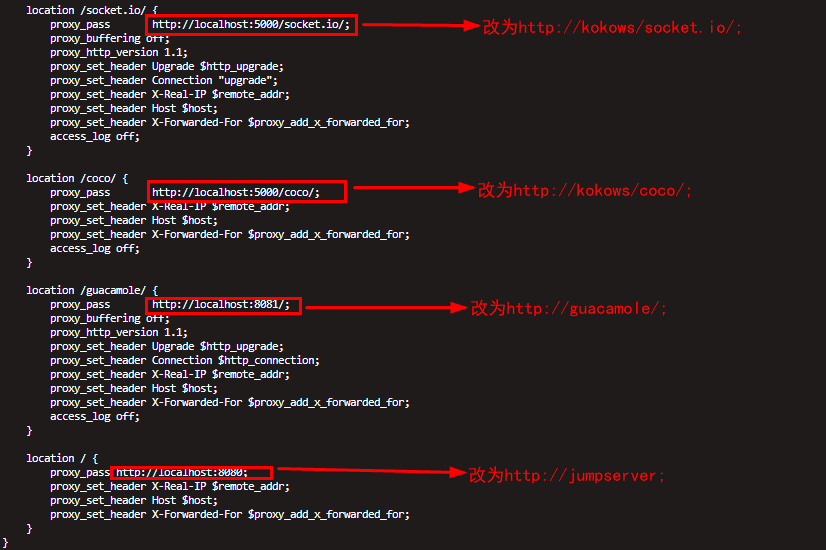 location /socket.io/ {
proxy_pass http://localhost:5000/socket.io/; 改为http://kokows/socket.io/;
proxy_buffering off;
proxy_http_version 1.1;
proxy_set_header Upgrade $http_upgrade;
proxy_set_header Connection "upgrade";
proxy_set_header X-Real-IP $remote_addr;
proxy_set_header Host $host;
proxy_set_header X-Forwarded-For $proxy_add_x_forwarded_for;
access_log off;
}
location /coco/ {
proxy_pass http://localhost:5000/coco/; 改为http://kokows/coco/;
proxy_set_header X-Real-IP $remote_addr;
proxy_set_header Host $host;
proxy_set_header X-Forwarded-For $proxy_add_x_forwarded_for;
access_log off;
}
location /guacamole/ {
proxy_pass http://localhost:8081/; 改为http://guacamole/;
proxy_buffering off;
proxy_http_version 1.1;
proxy_set_header Upgrade $http_upgrade;
proxy_set_header Connection $http_connection;
proxy_set_header X-Real-IP $remote_addr;
proxy_set_header Host $host;
proxy_set_header X-Forwarded-For $proxy_add_x_forwarded_for;
access_log off;
}
location / {
proxy_pass http://localhost:8080; 改为http://jumpserver;
proxy_set_header X-Real-IP $remote_addr;
proxy_set_header Host $host;
proxy_set_header X-Forwarded-For $proxy_add_x_forwarded_for;
}
}